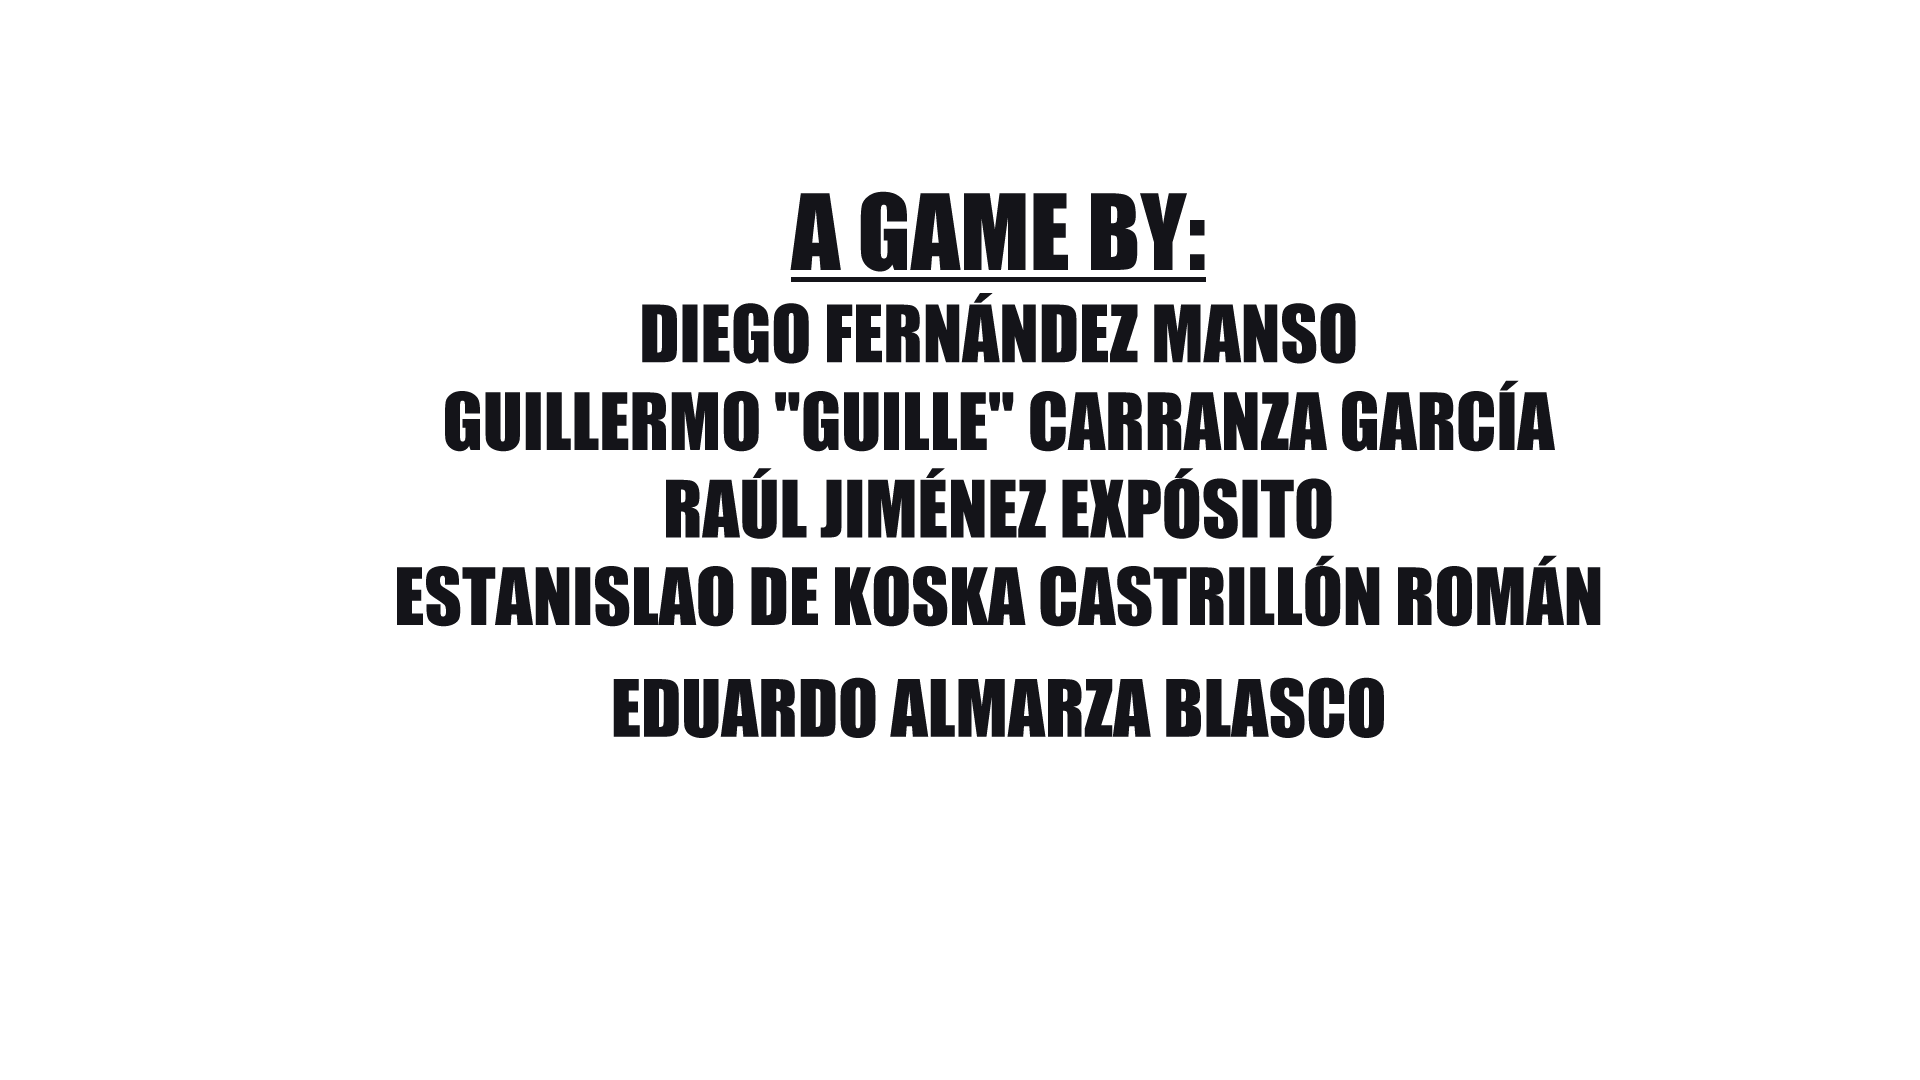 A GAME BY:
DIEGO FERNÁNDEZ MANSO
GUILLERMO "GUILLE" CARRANZA GARCÍA
RAÚL JIMÉNEZ EXPÓSITO
ESTANISLAO DE KOSKA CASTRILLÓN ROMÁN
EDUARDO ALMARZA BLASCO